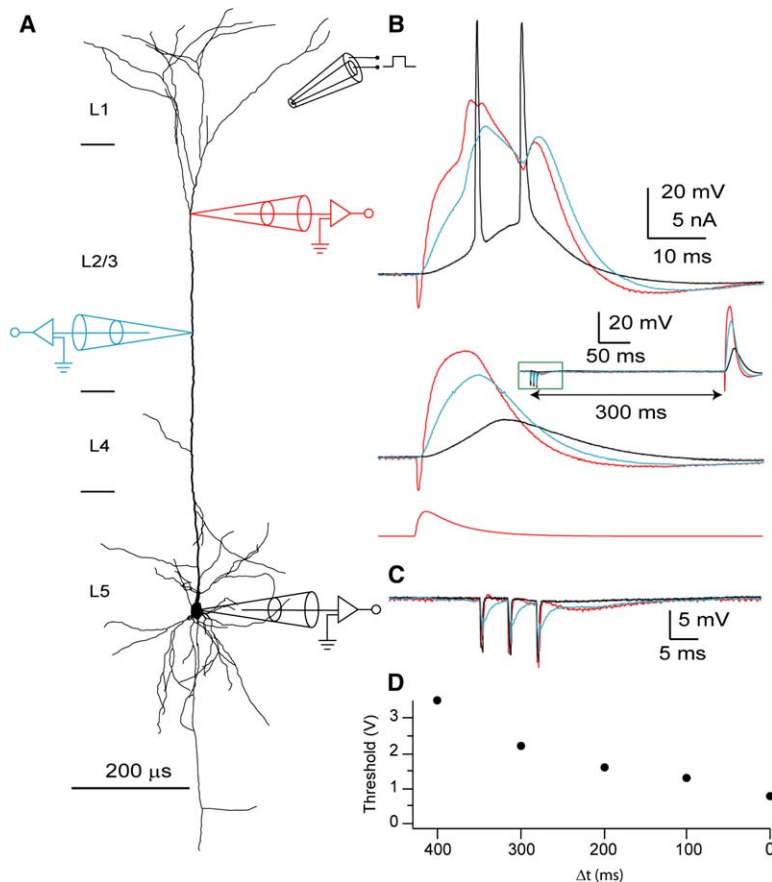 A
L1
L2/3
L4
L5
200 μs
B
20 mV
5 nA
10 ms
20 mV
50 ms
300 ms
C
5 mV
5 ms
D
Threshold (V)
3
2
1
0
400
300
200
100
0
Δt (ms)